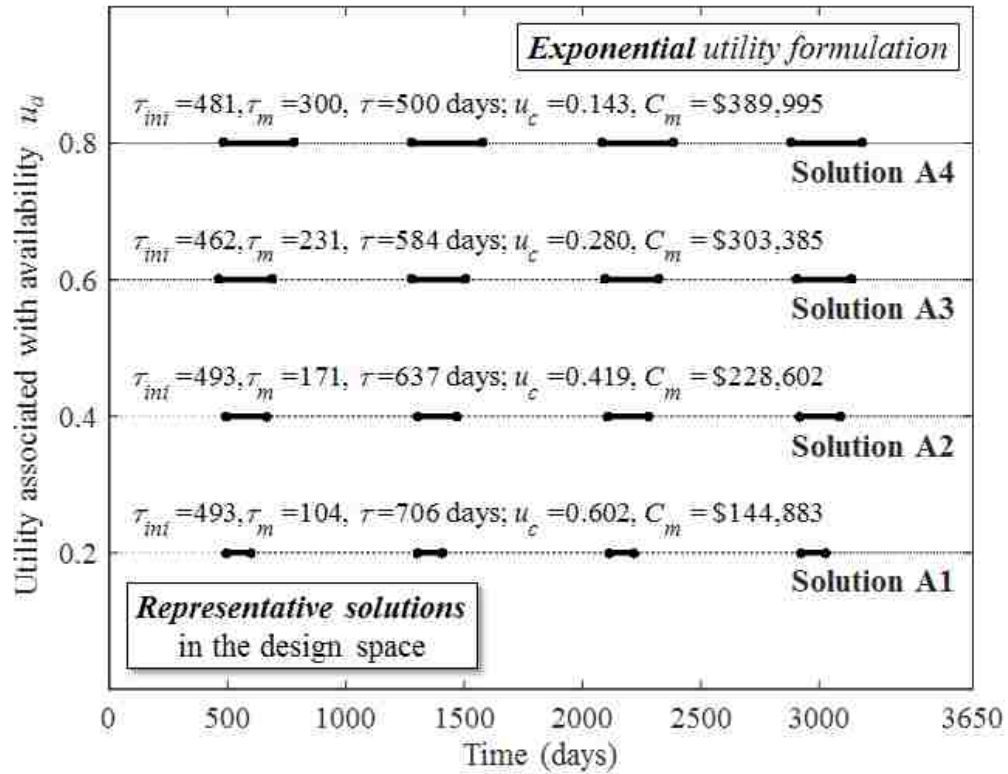 Exponential utility formulation
τini =481,τm =300, τ=500 days; uc=0.143, Cm=$389,995
Solution A4
τini =462,τm =231, τ=584 days; uc=0.280, Cm=$303,385
Solution A3
τini =493,τm =171, τ=637 days; uc=0.419, Cm=$228,602
Solution A2
τini =493,τm =104, τ=706 days; uc=0.602, Cm=$144,883
Solution A1
Representative solutions
in the design space
Utility associated with availability ua
0.8
0.6
0.4
0.2
0 500 1000 1500 2000 2500 3000 3650
Time (days)